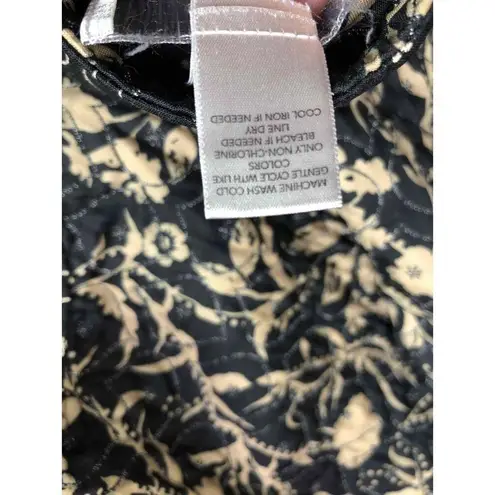 MACHINE WASH COLD
GENTLE CYCLE WITH LIKE
COLORS
ONLY NON-CHLORINE
BLEACH IF NEEDED
LINE DRY
COOL IRON IF NEEDED